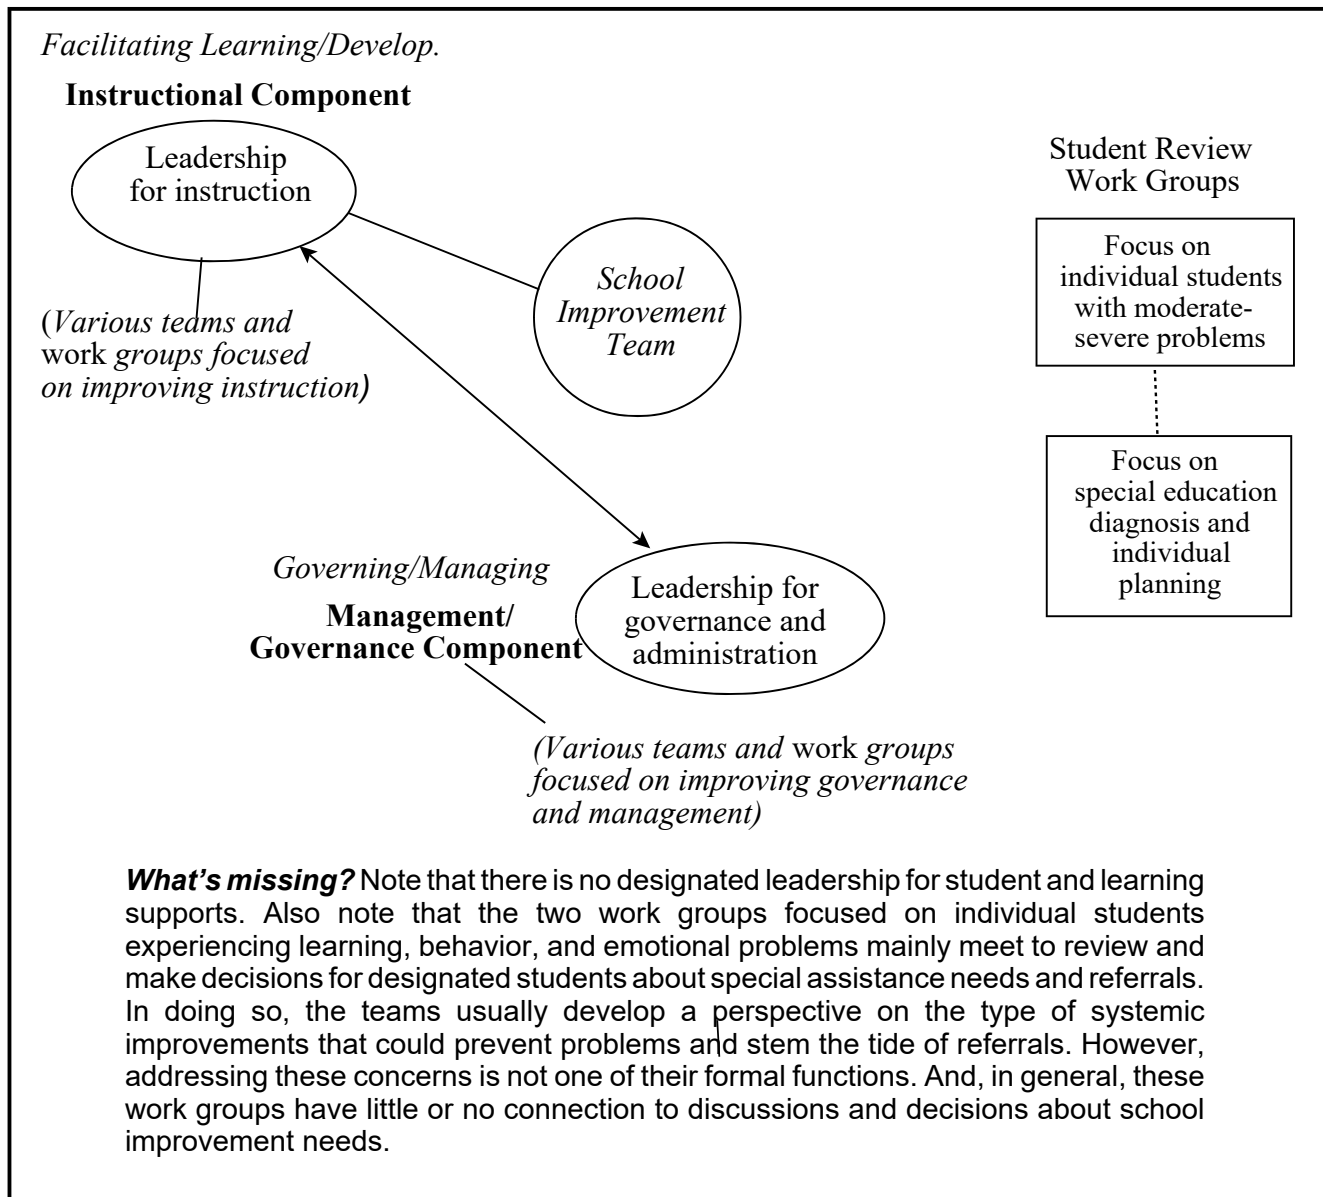 Facilitating Learning/Develop.
Instructional Component
Leadership
for instruction
(Various teams and
work groups focused
on improving instruction)
School
Improvement
Team
Student Review
Work Groups
Focus on
individual students
with moderate-
severe problems
Focus on
special education
diagnosis and
individual
planning
Governing/Managing
Management/
Governance Component
Leadership for
governance and
administration
(Various teams and work groups
focused on improving governance
and management)
What's missing? Note that there is no designated leadership for student and learning
supports. Also note that the two work groups focused on individual students
experiencing learning, behavior, and emotional problems mainly meet to review and
make decisions for designated students about special assistance needs and referrals.
In doing so, the teams usually develop a perspective on the type of systemic
improvements that could prevent problems and stem the tide of referrals. However,
addressing these concerns is not one of their formal functions. And, in general, these
work groups have little or no connection to discussions and decisions about school
improvement needs.